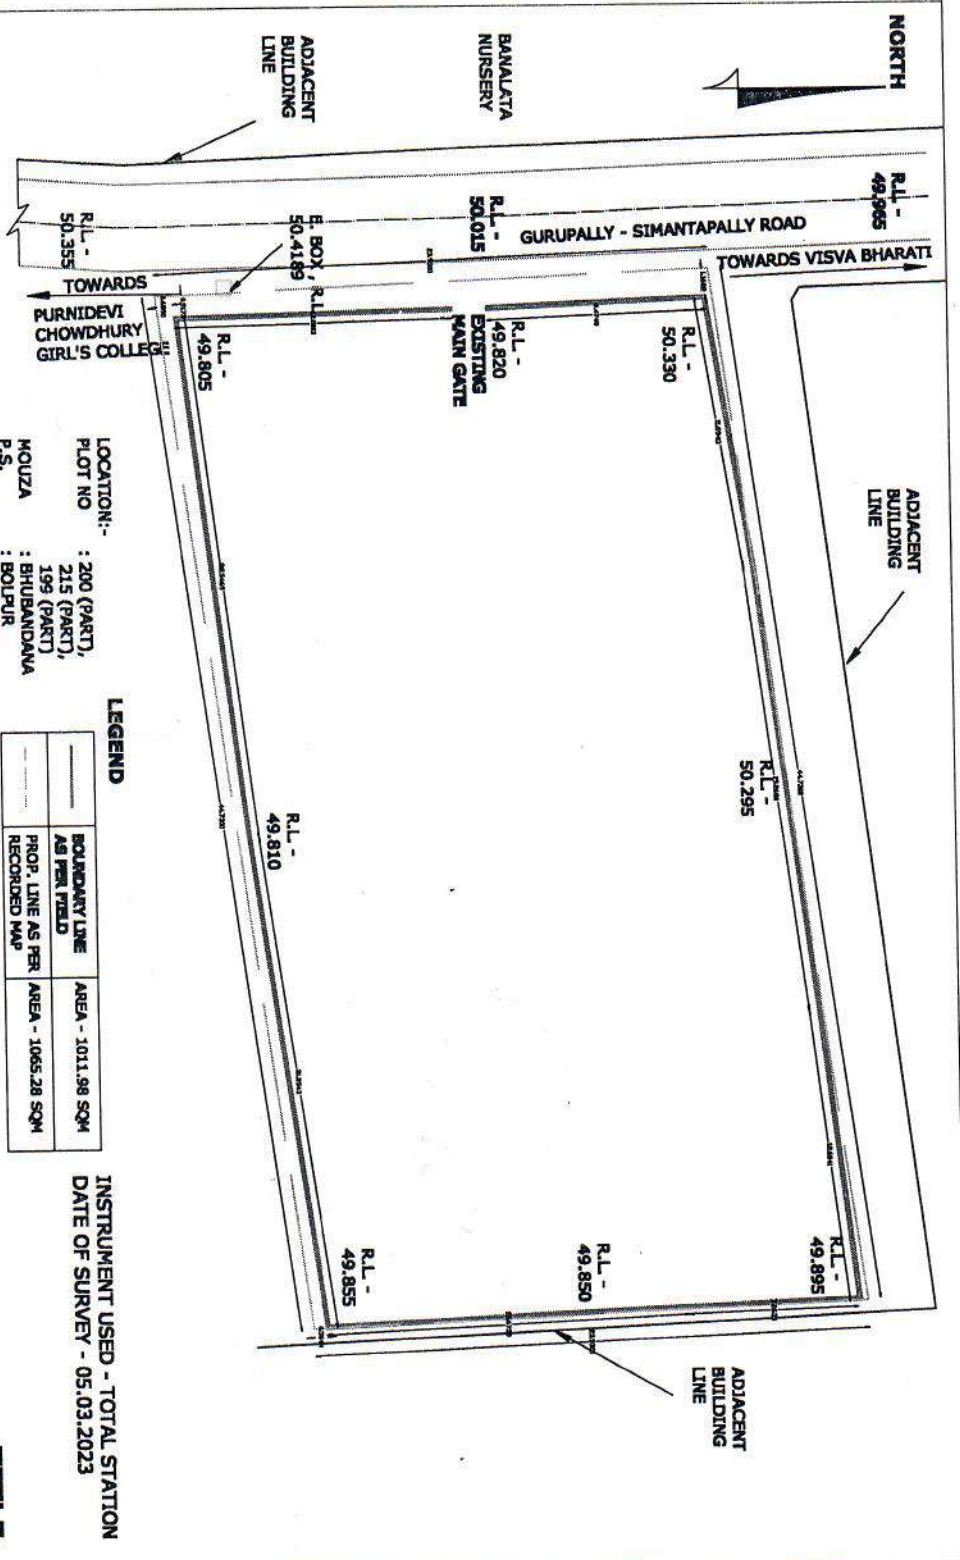 NORTH
R.L -
49.965
BANALATA
NURSERY
ADJACENT
BUILDING
LINE
GURUPALLY - SIMANTAPALLY ROAD
TOWARDS VISVA BHARATI
R.L -
50.015
E. BOX , R.L
50.4189
R.L -
50.355
TOWARDS
PURNIDEVI
CHOWDHURY
GIRL'S COLLEGE
R.L -
50.330
R.L -
49.820
EXISTING
MAIN GATE
R.L -
49.805
ADJACENT
BUILDING
LINE
R.L -
50.295
R.L -
49.810
R.L -
49.895
R.L -
49.850
R.L -
49.855
ADJACENT
BUILDING
LINE
LOCATION:-
PLOT NO : 200 (PART),
215 (PART),
199 (PART)
MOUZA : BHUBANDANA
P.S. : BOLPUR
LEGEND
BOUNDARY LINE
AS PER FIELD
AREA - 1011.98 SQM
PROP. LINE AS PER
RECORDED MAP
AREA - 1065.28 SQM
INSTRUMENT USED - TOTAL STATION
DATE OF SURVEY - 05.03.2023